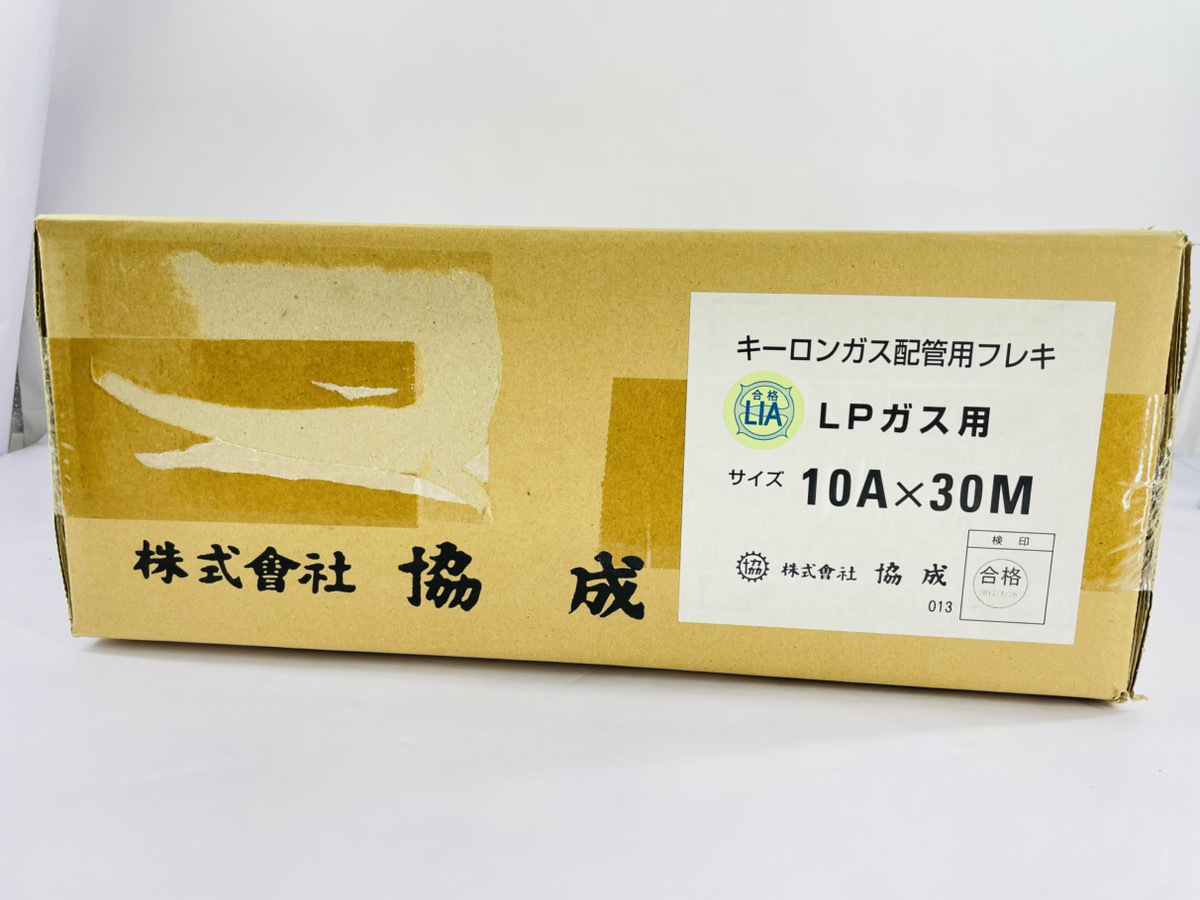 キーロンガス配管用フレキ
合格
LIA
LPガス用
サイズ 10A×30M
検印
協 株式會社 協成
合格
013
株式會社 協成